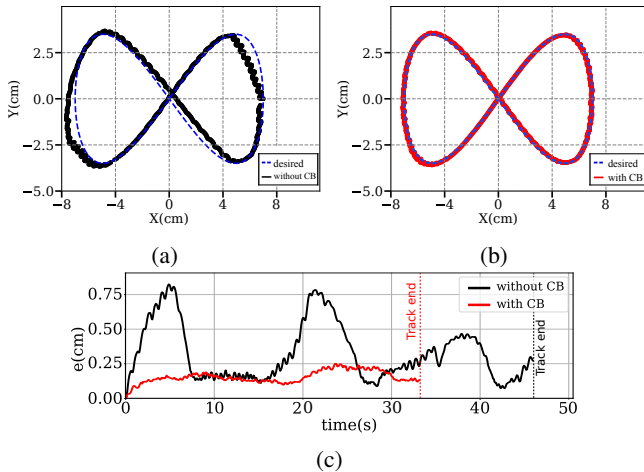 2.5
0.0
−2.5
−5.0
Y(cm)
−8
−4
0
4
8
X(cm)
desired
without CB
(a)
2.5
0.0
−2.5
−5.0
Y(cm)
−8
−4
0
4
8
X(cm)
desired
with CB
(b)
0.75
0.50
0.25
0.00
e(cm)
without CB
with CB
Track end
Track end
0
10
20
30
40
50
time(s)
(c)